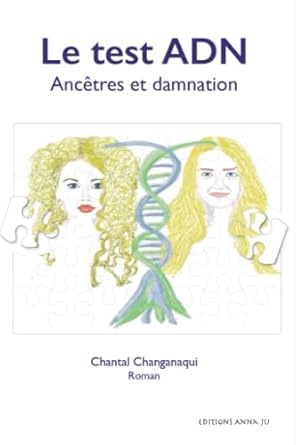 Le test ADN
Ancêtres et damnation
Chantal Changanaqui
Roman
EDITIONS ANNA JU